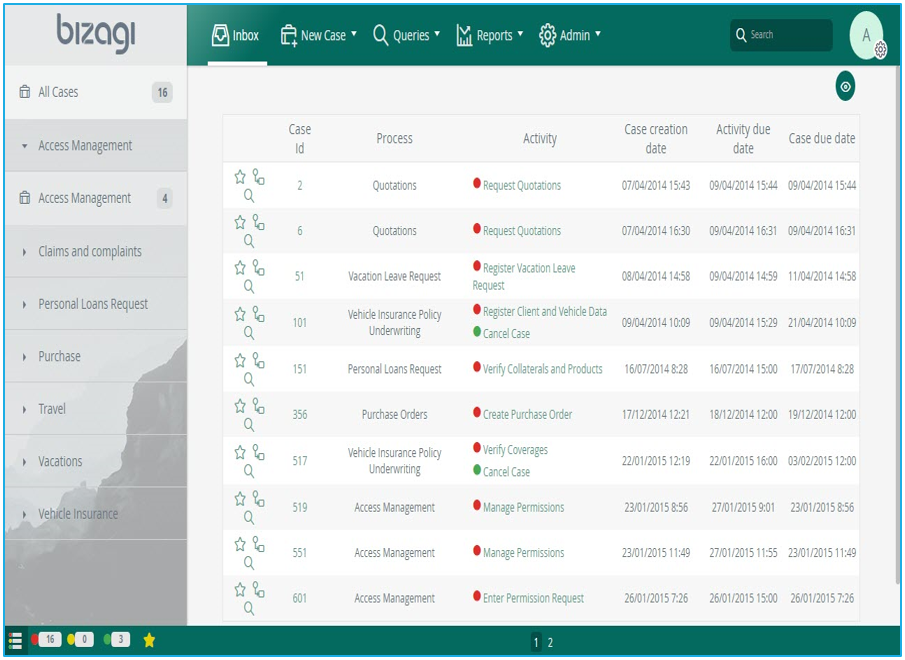 bizagi
Inbox
New Case
Queries
Reports
Admin
Search
A
All Cases 16
Access Management
Access Management 4
Claims and complaints
Personal Loans Request
Purchase
Travel
Vacations
Vehicle Insurance
Case Id Process Activity Case creation date Activity due date Case due date
2 Quotations Request Quotations 07/04/2014 15:43 09/04/2014 15:44 09/04/2014 15:44
6 Quotations Request Quotations 07/04/2014 16:30 09/04/2014 16:31 09/04/2014 16:31
51 Vacation Leave Request Register Vacation Leave Request 08/04/2014 14:58 09/04/2014 14:59 11/04/2014 14:58
101 Vehicle Insurance Policy Underwriting Register Client and Vehicle Data Cancel Case 09/04/2014 10:09 09/04/2014 15:29 21/04/2014 10:09
151 Personal Loans Request Verify Collaterals and Products 16/07/2014 8:28 16/07/2014 15:00 17/07/2014 8:28
356 Purchase Orders Create Purchase Order 17/12/2014 12:21 18/12/2014 12:00 19/12/2014 12:00
517 Vehicle Insurance Policy Underwriting Verify Coverages Cancel Case 22/01/2015 12:19 22/01/2015 16:00 03/02/2015 12:00
519 Access Management Manage Permissions 23/01/2015 8:56 27/01/2015 9:01 23/01/2015 8:56
551 Access Management Manage Permissions 23/01/2015 11:49 27/01/2015 11:55 23/01/2015 11:49
601 Access Management Enter Permission Request 26/01/2015 7:26 26/01/2015 15:00 26/01/2015 7:26
16 0 3
1 2